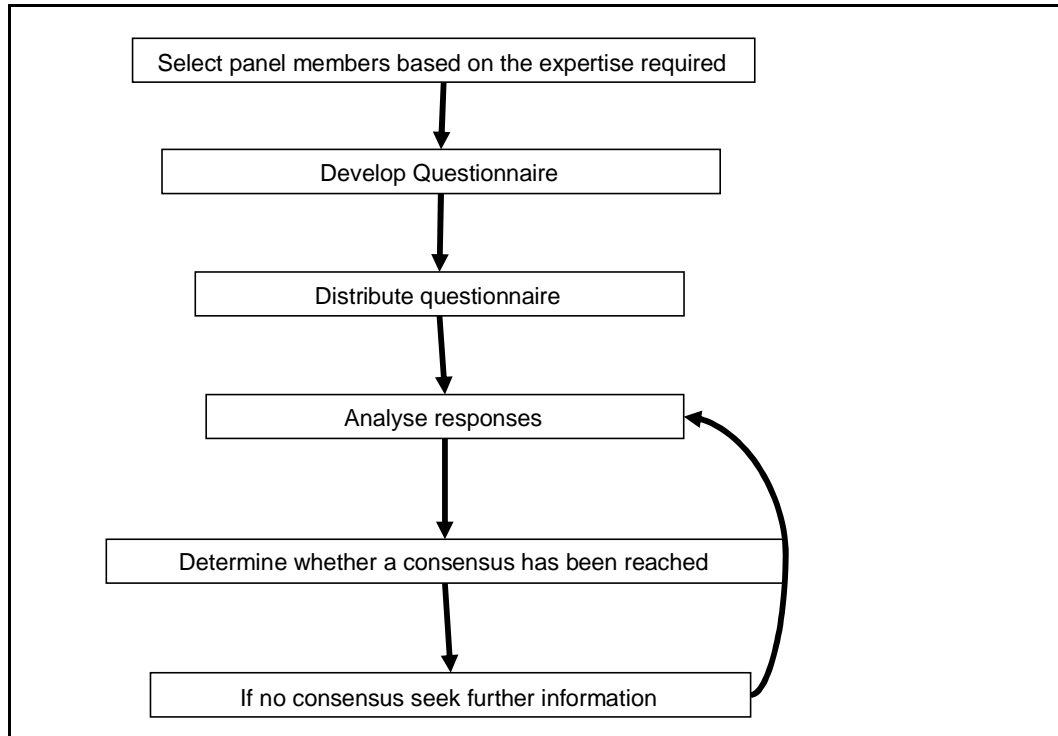 Select panel members based on the expertise required
Develop Questionnaire
Distribute questionnaire
Analyse responses
Determine whether a consensus has been reached
If no consensus seek further information